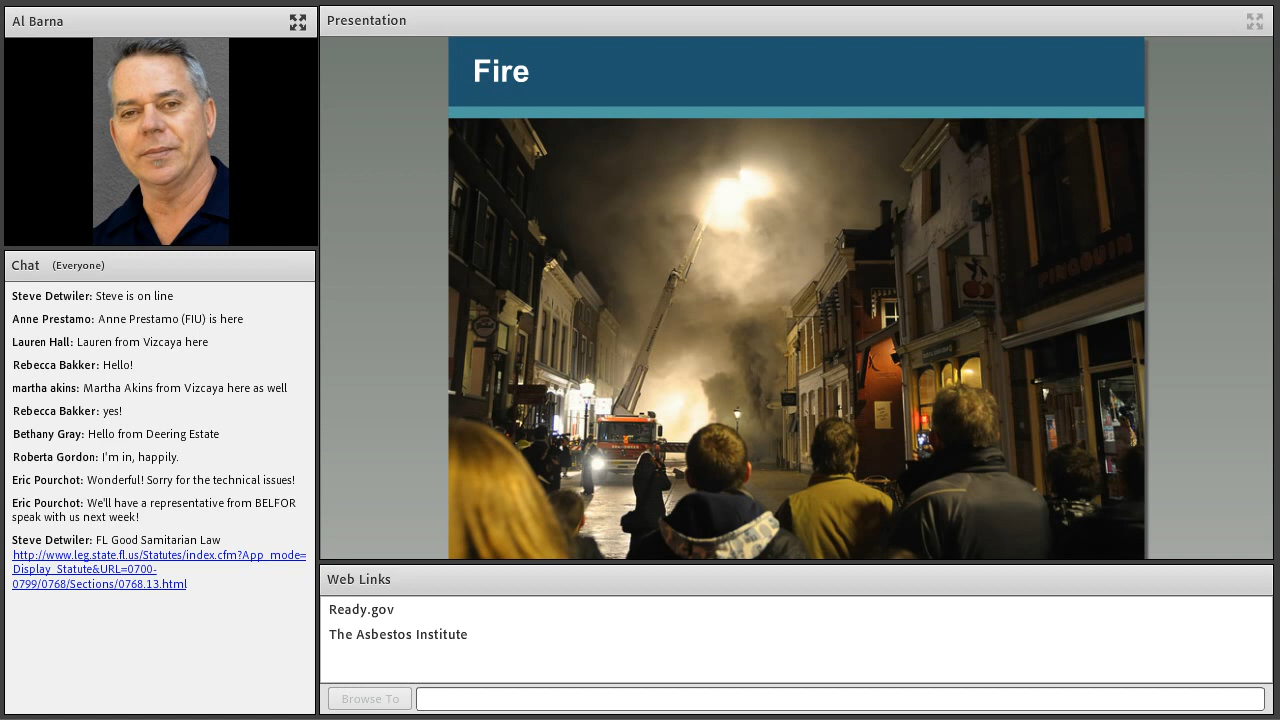 Al Barna
Presentation
Fire
PINGOUIN
Chat (Everyone)
Steve Detwiler: Steve is on line
Anne Prestamo: Anne Prestamo (FIU) is here
Lauren Hall: Lauren from Vizcaya here
Rebecca Bakker: Hello!
martha akins: Martha Akins from Vizcaya here as well
Rebecca Bakker: yes!
Bethany Gray: Hello from Deering Estate
Roberta Gordon: I'm in, happily.
Eric Pourchot: Wonderful! Sorry for the technical issues!
Eric Pourchot: We'll have a representative from BELFOR
speak with us next week!
Steve Detwiler: FL Good Samitarian Law
http://www.leg.state.fl.us/Statutes/index.cfm?App_mode=
Display_Statute&URL=0700-
0799/0768/Sections/0768.13.html
Web Links
Ready.gov
The Asbestos Institute
Browse To